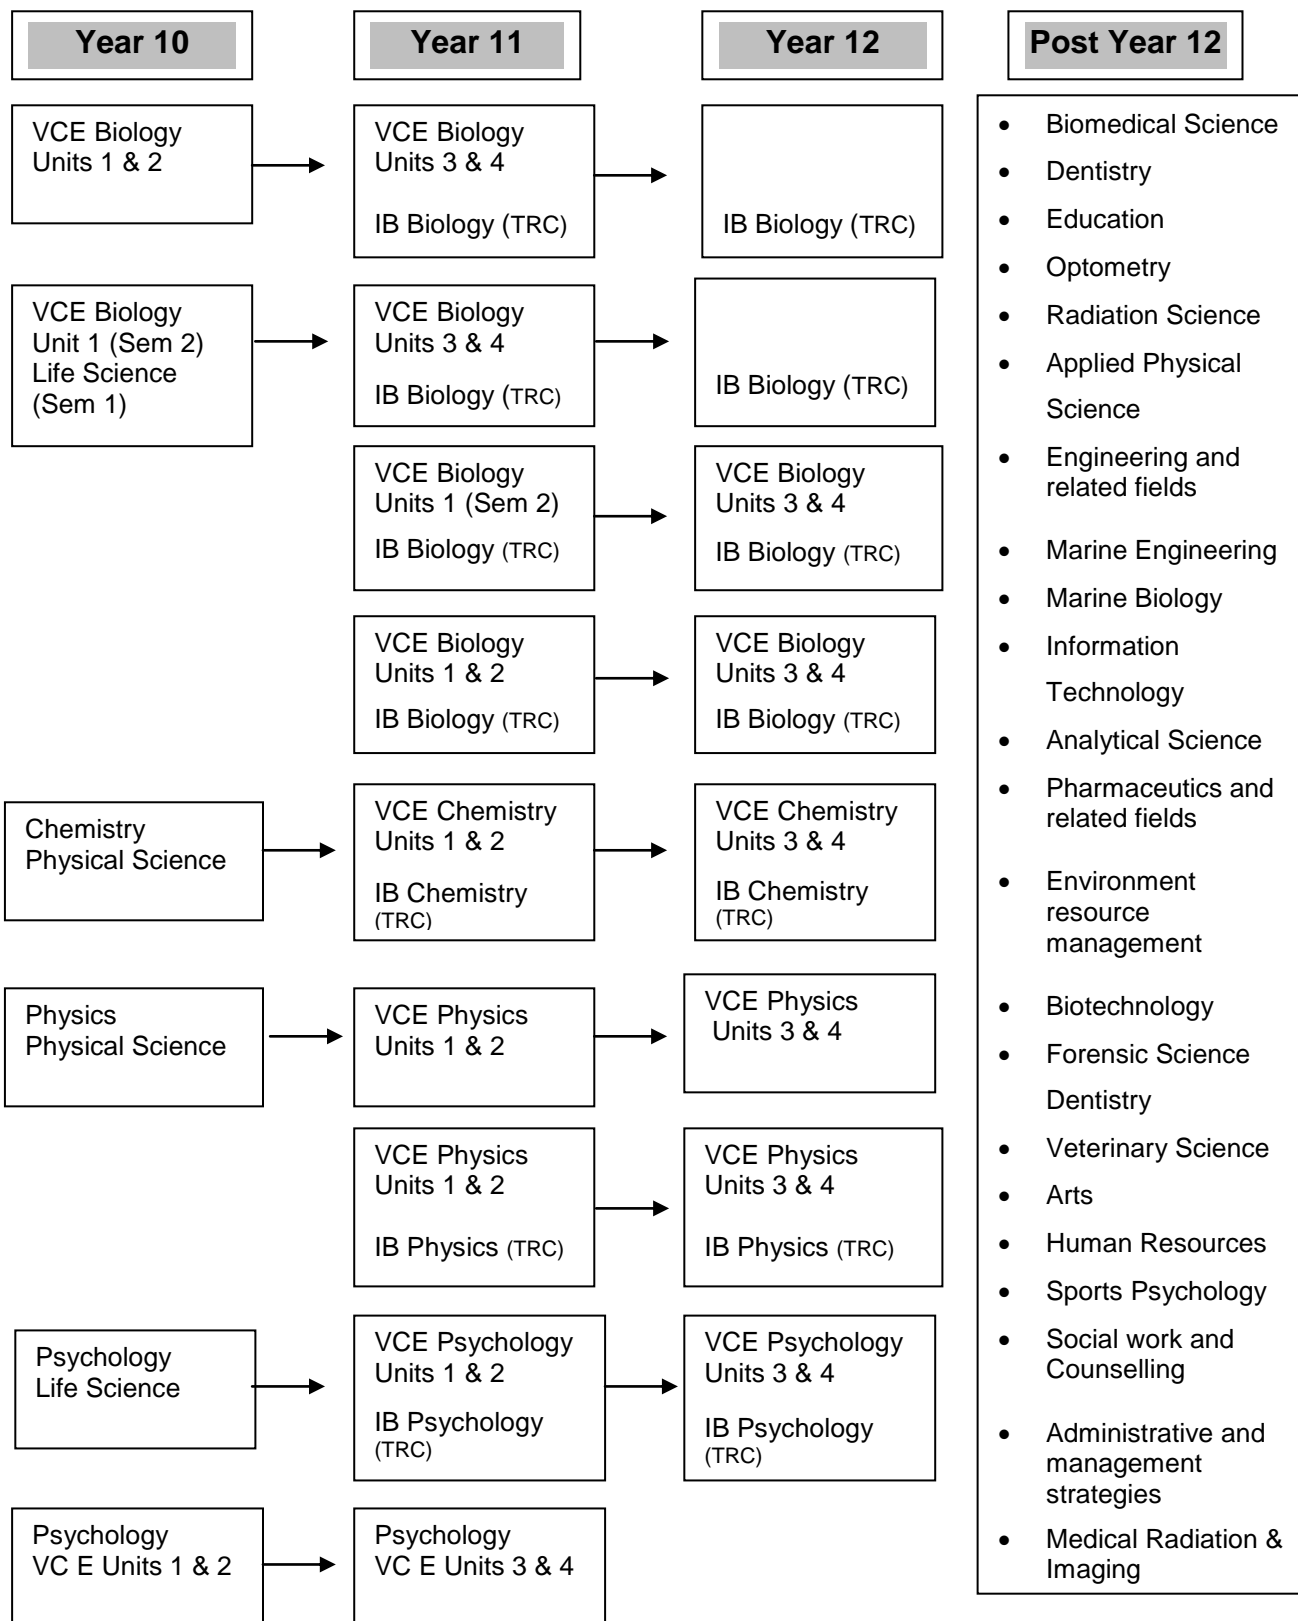 Year 10
Year 11
Year 12
Post Year 12
VCE Biology
Units 1 & 2
VCE Biology
Units 3 & 4
IB Biology (TRC)
IB Biology (TRC)
VCE Biology
Unit 1 (Sem 2)
Life Science
(Sem 1)
VCE Biology
Units 3 & 4
IB Biology (TRC)
IB Biology (TRC)
VCE Biology
Units 1 (Sem 2)
IB Biology (TRC)
VCE Biology
Units 3 & 4
IB Biology (TRC)
VCE Biology
Units 1 & 2
IB Biology (TRC)
VCE Biology
Units 3 & 4
IB Biology (TRC)
Chemistry
Physical Science
VCE Chemistry
Units 1 & 2
IB Chemistry
(TRC)
VCE Chemistry
Units 3 & 4
IB Chemistry
(TRC)
Physics
Physical Science
VCE Physics
Units 1 & 2
VCE Physics
Units 3 & 4
VCE Physics
Units 1 & 2
IB Physics (TRC)
VCE Physics
Units 3 & 4
IB Physics (TRC)
Psychology
Life Science
VCE Psychology
Units 1 & 2
IB Psychology
(TRC)
VCE Psychology
Units 3 & 4
IB Psychology
(TRC)
Psychology
VC E Units 1 & 2
Psychology
VC E Units 3 & 4
• Biomedical Science
• Dentistry
• Education
• Optometry
• Radiation Science
• Applied Physical
Science
• Engineering and
related fields
• Marine Engineering
• Marine Biology
• Information
Technology
• Analytical Science
• Pharmaceutics and
related fields
• Environment
resource
management
• Biotechnology
• Forensic Science
Dentistry
• Veterinary Science
• Arts
• Human Resources
• Sports Psychology
• Social work and
Counselling
• Administrative and
management
strategies
• Medical Radiation &
Imaging